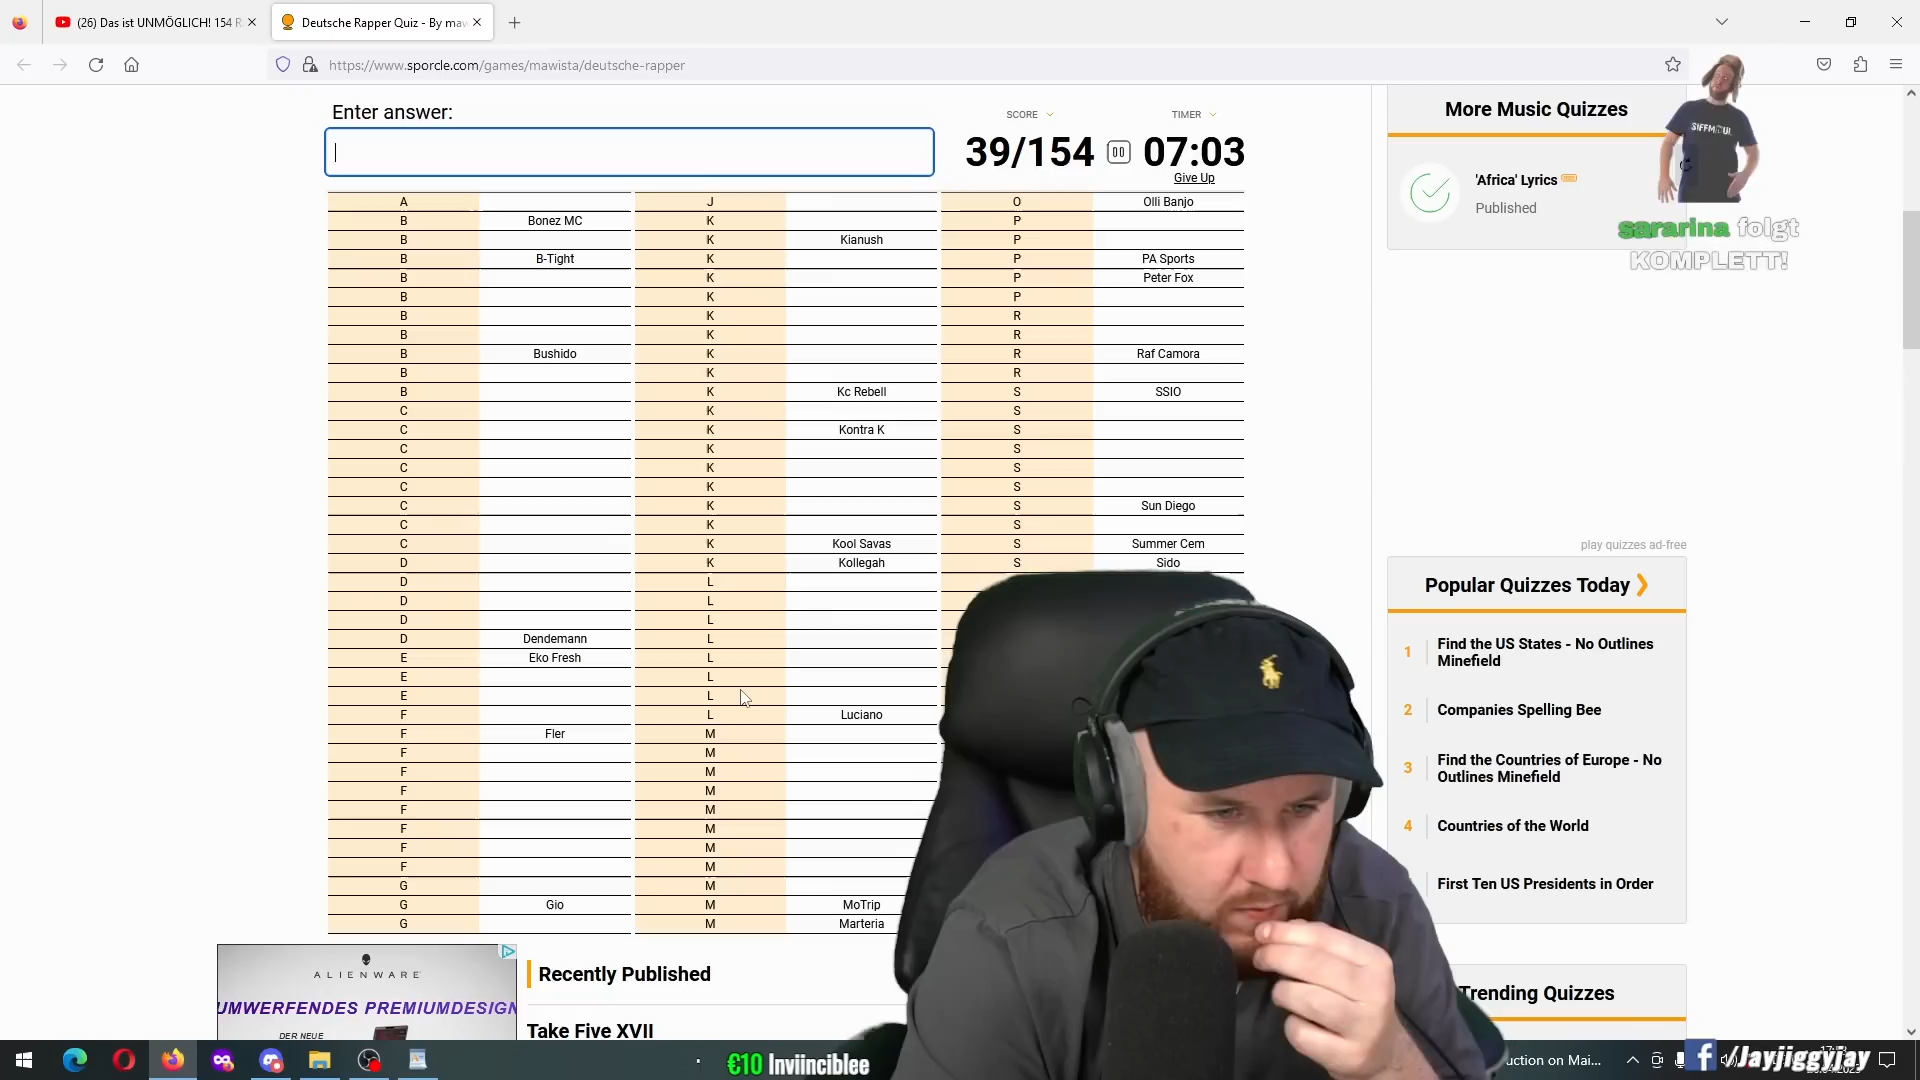 (26) Das ist UNMÖGLICH! 154 R
Deutsche Rapper Quiz - By maw
https://www.sporcle.com/games/mawista/deutsche-rapper
Enter answer:
SCORE
TIMER
39/154
07:03
Give Up
A
B Bonez MC
B
B B-Tight
B
B
B
B
B Bushido
B
B
C
C
C
C
C
C
C
C
D
D
D
D
D Dendemann
E Eko Fresh
E
E
F
F Fler
F
F
F
F
F
F
F
G
G Gio
G
J
K
K Kianush
K
K
K
K
K
K
K
K Kc Rebell
K
K Kontra K
K
K
K
K
K
K Kool Savas
K Kollegah
L
L
L
L
L
L
L
L Luciano
M
M
M
M
M
M
M
M
M
M MoTrip
M Marteria
O Olli Banjo
P
P
P PA Sports
P Peter Fox
P
R
R
R Raf Camora
R
S SSIO
S
S
S
S
S
S Sun Diego
S
S Summer Cem
S Sido
More Music Quizzes
'Africa' Lyrics
Published
SIFFMOUL
sararina folgt
KOMPLETT!
play quizzes ad-free
Popular Quizzes Today
1 Find the US States - No Outlines
Minefield
2 Companies Spelling Bee
3 Find the Countries of Europe - No
Outlines Minefield
4 Countries of the World
First Ten US Presidents in Order
Trending Quizzes
ALIENWARE
UMWERFENDES PREMIUMDESIGN
DER NEUE
Recently Published
Take Five XVII
€10 Inviinciblee
uction on Mai...
/Jayjiggyjay